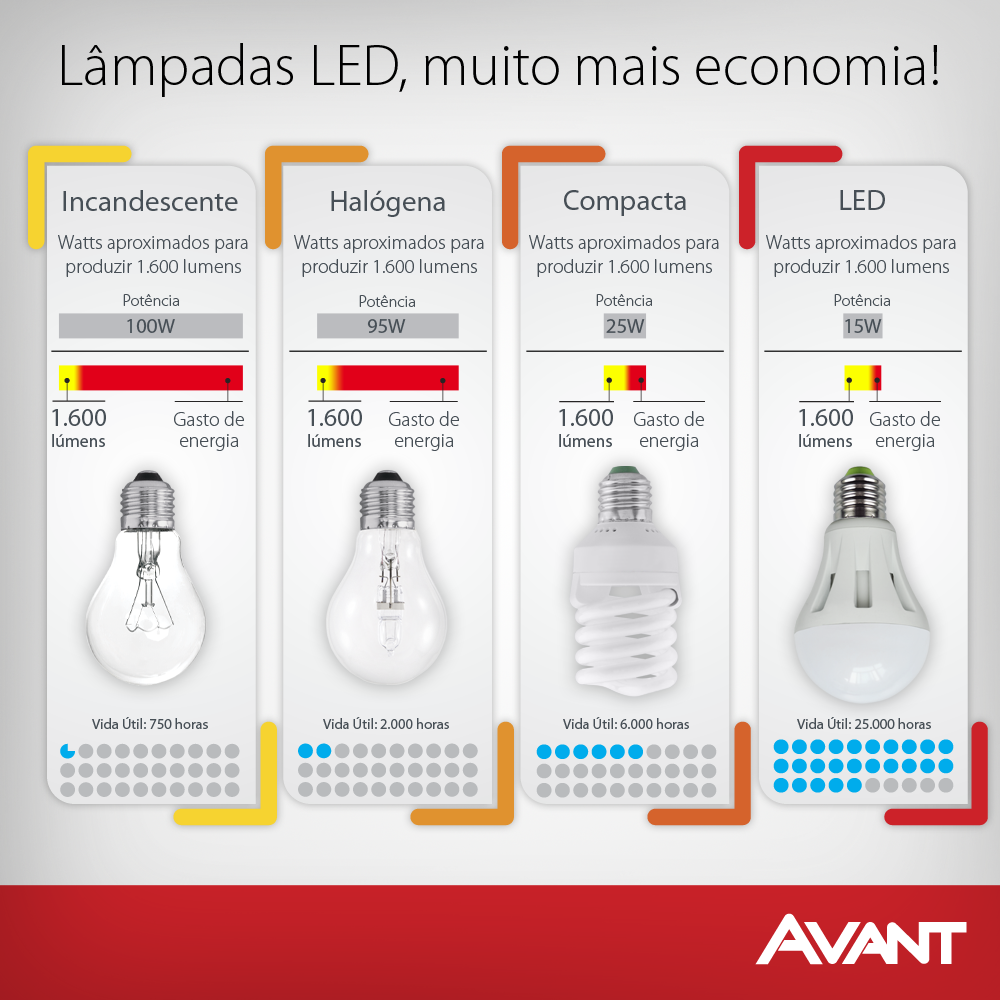 Lâmpadas LED, muito mais economia!
Incandescente
Watts aproximados para
produzir 1.600 lumens
Potência
100W
1.600
lúmens
Gasto de
energia
Vida Útil: 750 horas
Halógena
Watts aproximados para
produzir 1.600 lumens
Potência
95W
1.600
lúmens
Gasto de
energia
Vida Útil: 2.000 horas
Compacta
Watts aproximados para
produzir 1.600 lumens
Potência
25W
1.600
lúmens
Gasto de
energia
Vida Útil: 6.000 horas
LED
Watts aproximados para
produzir 1.600 lumens
Potência
15W
1.600
lúmens
Gasto de
energia
Vida Útil: 25.000 horas
AVANT